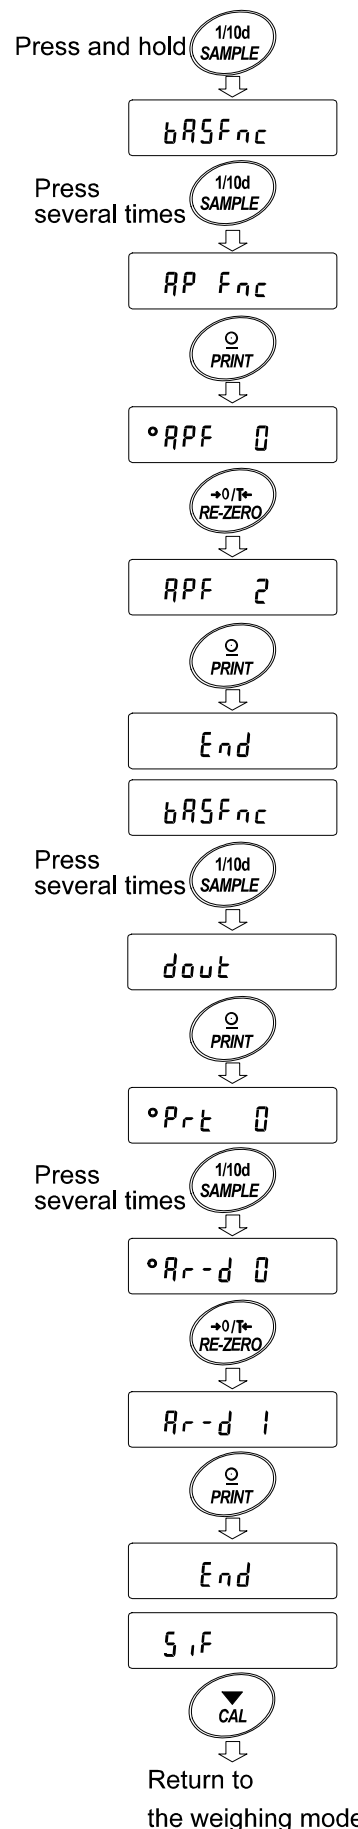 Press and hold
1/10d
SAMPLE
bASFnc
Press
several times
1/10d
SAMPLE
AP Fnc
PRINT
°APF 0
→0/T←
RE-ZERO
APF 2
PRINT
End
bASFnc
Press
several times
1/10d
SAMPLE
dout
PRINT
°Prt 0
Press
several times
1/10d
SAMPLE
°Ar-d 0
→0/T←
RE-ZERO
Ar-d 1
PRINT
End
SiF
CAL
Return to
the weighing mode